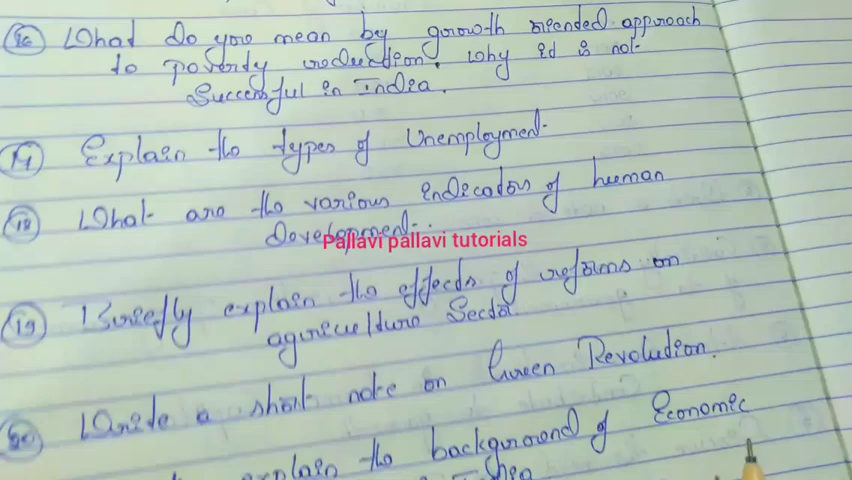 16 What do you mean by growth oriended approach
to poverty reduction. why it is not
Successful in India.
17 Explain the types of Unemployment.
18 What are the various indicators of human
Development.
Pallavi pallavi tutorials
19 Briefly explain the effects of reforms on
agriculture Sector.
20 Write a short note on Green Revolution.
explain the background of Economic